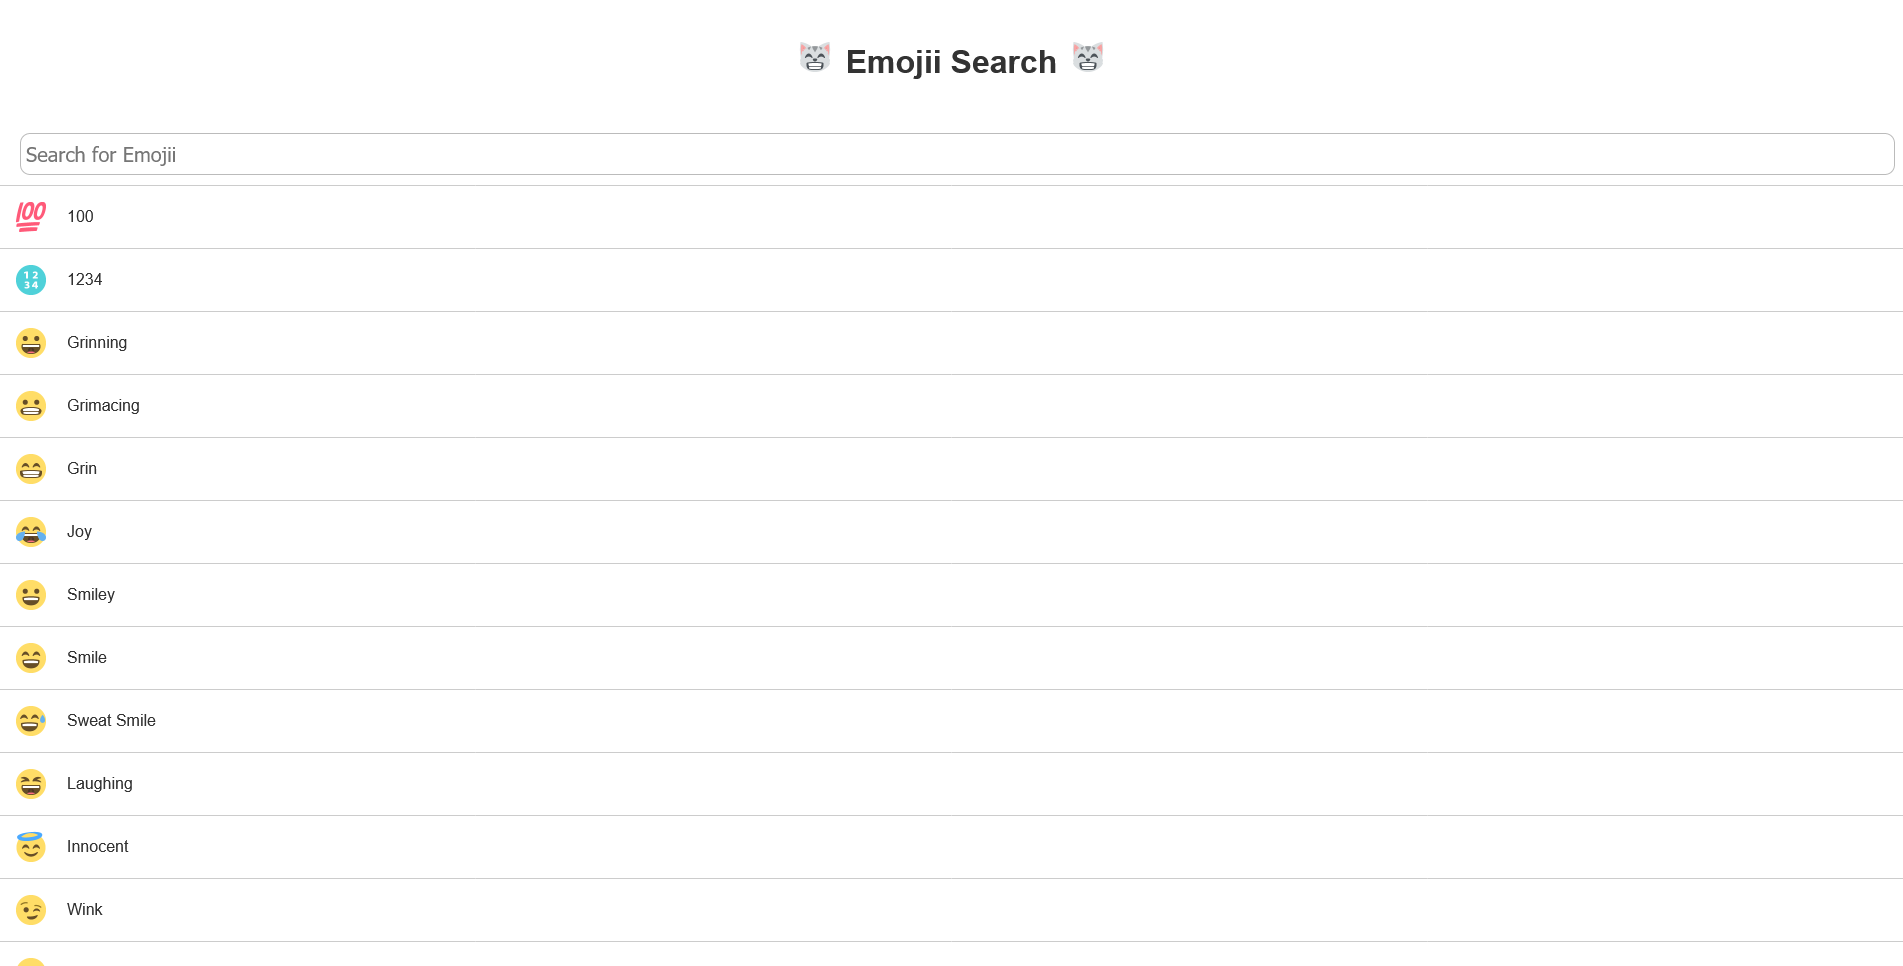 Emojii Search
Search for Emojii
100
1234
Grinning
Grimacing
Grin
Joy
Smiley
Smile
Sweat Smile
Laughing
Innocent
Wink